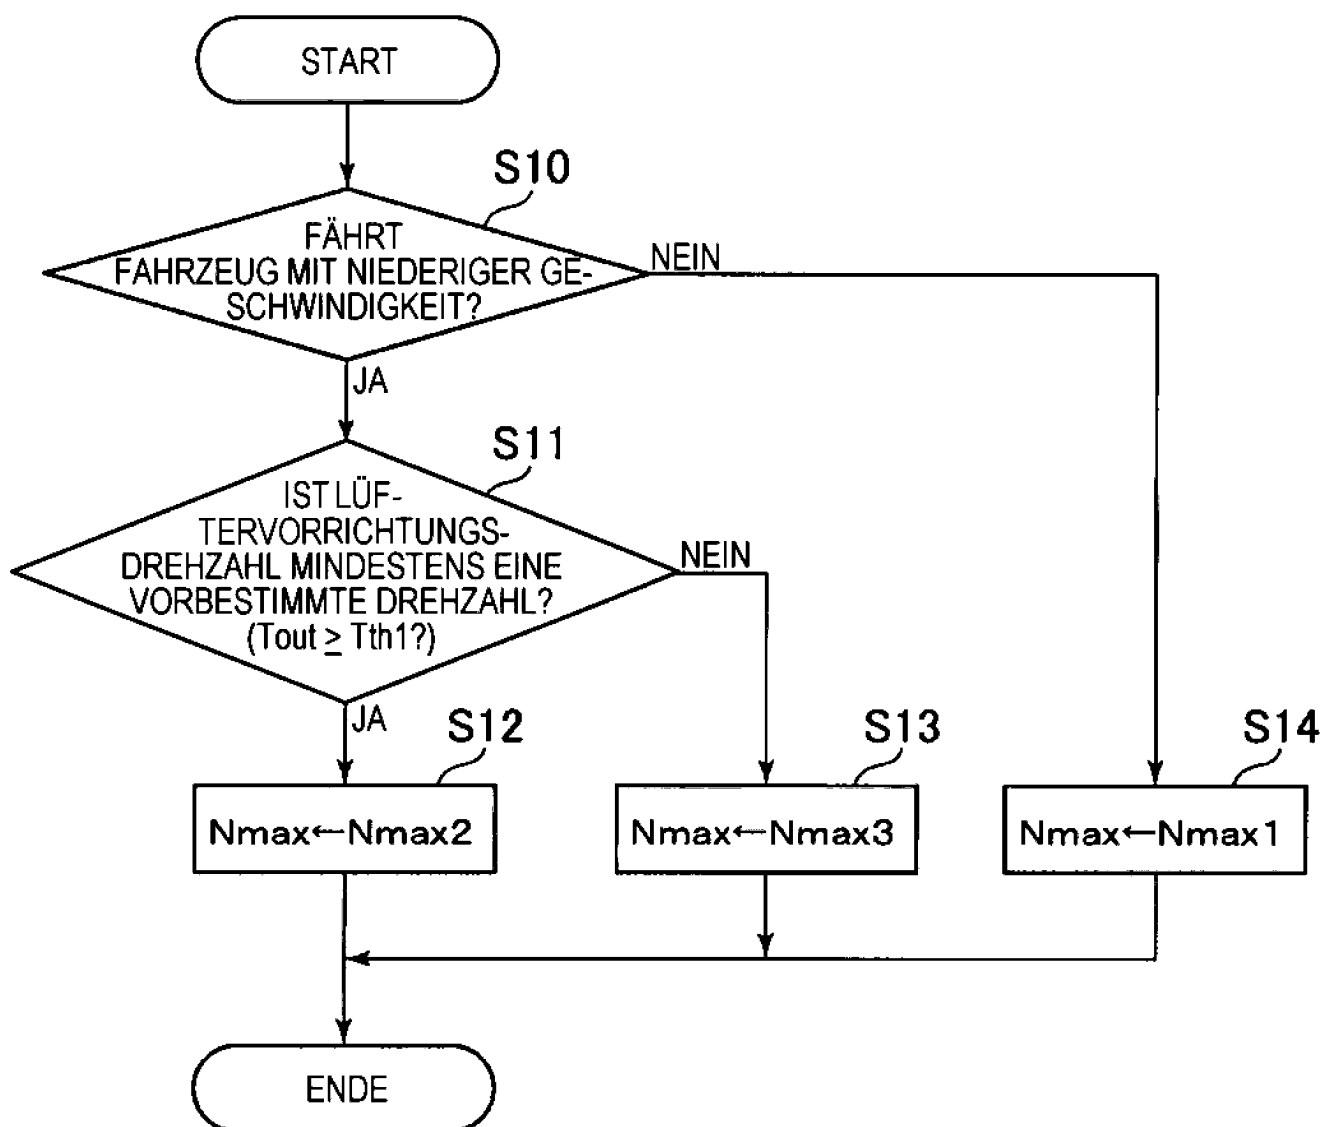 START
S10
FÄHRT
FAHRZEUG MIT NIEDERIGER GE-
SCHWINDIGKEIT?
NEIN
JA
S11
IST LÜF-
TERVORRICHTUNGS-
DREHZAHL MINDESTENS EINE
VORBESTIMMTE DREHZAHL?
(Tout ≥ Tth1?)
NEIN
JA
S12
S13
S14
Nmax←Nmax2
Nmax←Nmax3
Nmax←Nmax1
ENDE